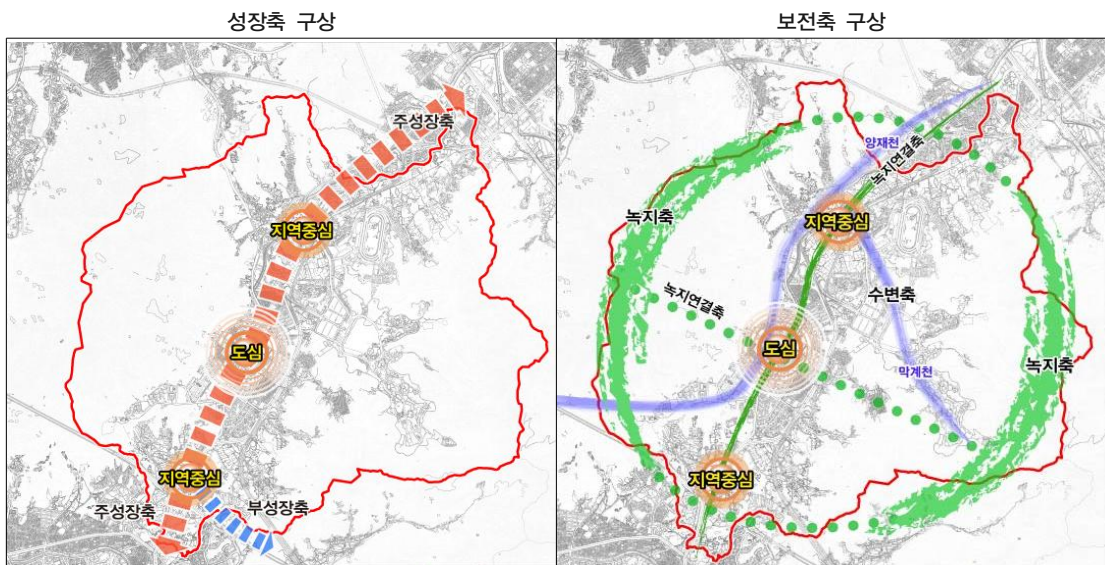 성장축 구상
주성장축
지역중심
도심
지역중심
주성장축
부성장축
보전축 구상
양재천
녹지연결축
녹지축
지역중심
녹지연결축
수변축
도심
막계천
녹지축
지역중심